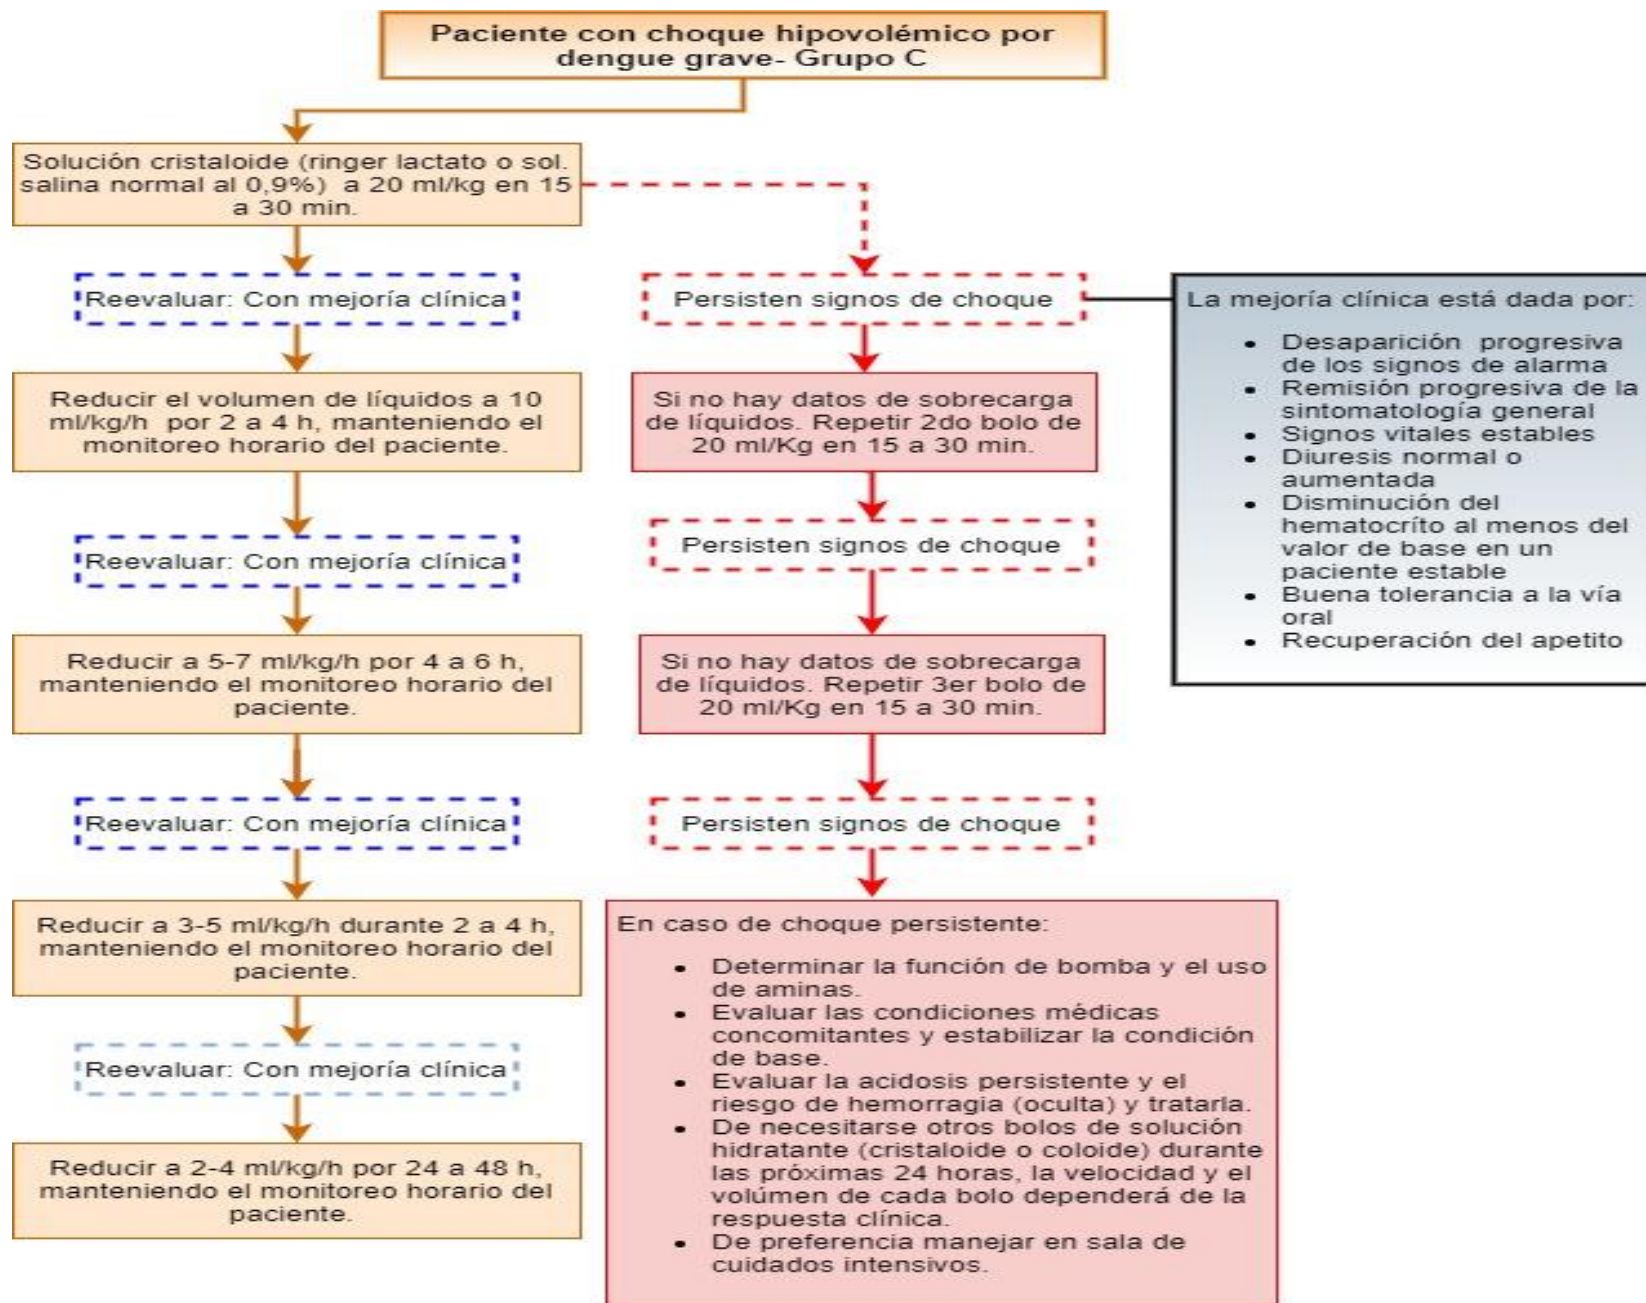 Paciente con choque hipovolémico por
dengue grave- Grupo C
Solución cristaloide (ringer lactato o sol.
salina normal al 0,9%) a 20 ml/kg en 15
a 30 min.
Reevaluar: Con mejoría clínica
Reducir el volumen de líquidos a 10
ml/kg/h por 2 a 4 h, manteniendo el
monitoreo horario del paciente.
Reevaluar: Con mejoría clínica
Reducir a 5-7 ml/kg/h por 4 a 6 h,
manteniendo el monitoreo horario del
paciente.
Reevaluar: Con mejoría clínica
Reducir a 3-5 ml/kg/h durante 2 a 4 h,
manteniendo el monitoreo horario del
paciente.
Reevaluar: Con mejoría clínica
Reducir a 2-4 ml/kg/h por 24 a 48 h,
manteniendo el monitoreo horario del
paciente.
Persisten signos de choque
Si no hay datos de sobrecarga
de líquidos. Repetir 2do bolo de
20 ml/Kg en 15 a 30 min.
Persisten signos de choque
Si no hay datos de sobrecarga
de líquidos. Repetir 3er bolo de
20 ml/Kg en 15 a 30 min.
Persisten signos de choque
En caso de choque persistente:
• Determinar la función de bomba y el uso
de aminas.
• Evaluar las condiciones médicas
concomitantes y estabilizar la condición
de base.
• Evaluar la acidosis persistente y el
riesgo de hemorragia (oculta) y tratarla.
• De necesitarse otros bolos de solución
hidratante (cristaloide o coloide) durante
las próximas 24 horas, la velocidad y el
volúmen de cada bolo dependerá de la
respuesta clínica.
• De preferencia manejar en sala de
cuidados intensivos.
La mejoría clínica está dada por:
• Desaparición progresiva
de los signos de alarma
• Remisión progresiva de la
sintomatología general
• Signos vitales estables
• Diuresis normal o
aumentada
• Disminución del
hematocríto al menos del
valor de base en un
paciente estable
• Buena tolerancia a la vía
oral
• Recuperación del apetito